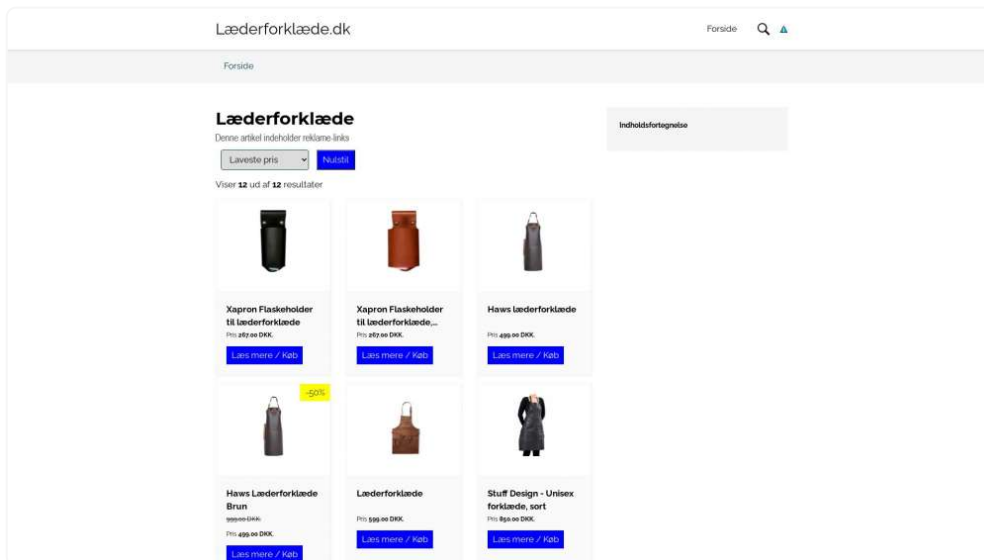 Læderforklæde.dk
Forside
Forside
Læderforklæde
Denne artikel indeholder reklame-links
Laveste pris
Nulstil
Viser 12 ud af 12 resultater
Indholdsfortegnelse
Xapron Flaskeholder
til læderforklæde
Pris 267.00 DKK.
Læs mere / Køb
Xapron Flaskeholder
til læderforklæde,...
Pris 267.00 DKK.
Læs mere / Køb
Haws læderforklæde
Pris 499.00 DKK.
Læs mere / Køb
-50%
Haws Læderforklæde
Brun
999.00 DKK.
Pris 499.00 DKK.
Læs mere / Køb
Læderforklæde
Pris 599.00 DKK.
Læs mere / Køb
Stuff Design - Unisex
forklæde, sort
Pris 850.00 DKK.
Læs mere / Køb